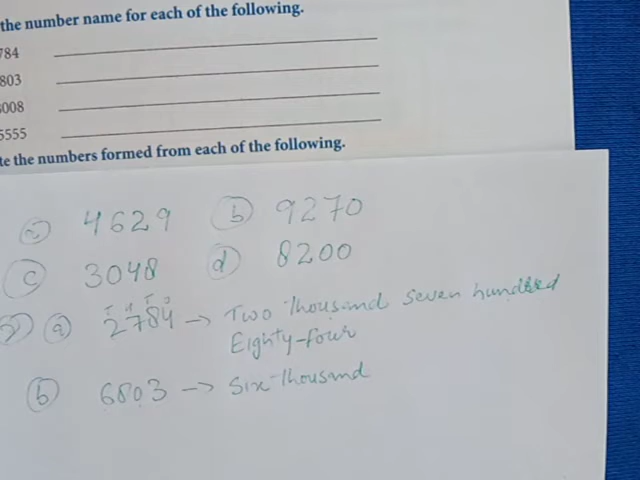 the number name for each of the following.
784
803
008
5555
te the numbers formed from each of the following.
a 4629 b 9270
c 3048 d 8200
T H T O
2) a 2784 → Two thousand seven hundred
Eighty-four
b 6803 → Six thousand